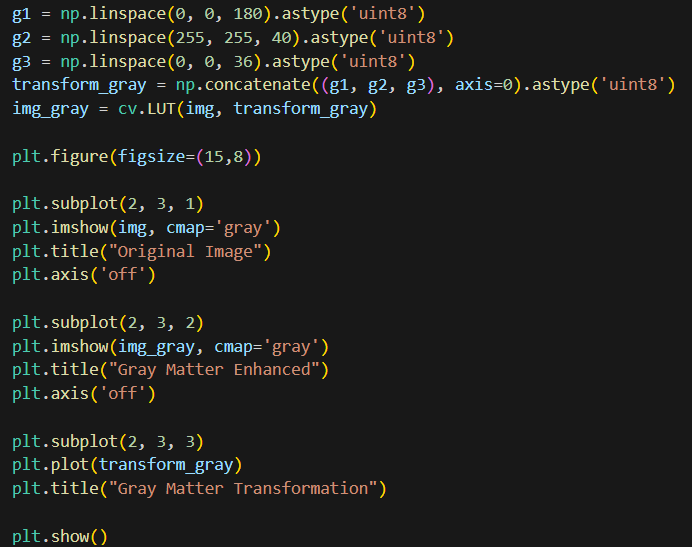 g1 = np.linspace(0, 0, 180).astype('uint8')
g2 = np.linspace(255, 255, 40).astype('uint8')
g3 = np.linspace(0, 0, 36).astype('uint8')
transform_gray = np.concatenate((g1, g2, g3), axis=0).astype('uint8')
img_gray = cv.LUT(img, transform_gray)
plt.figure(figsize=(15,8))
plt.subplot(2, 3, 1)
plt.imshow(img, cmap='gray')
plt.title("Original Image")
plt.axis('off')
plt.subplot(2, 3, 2)
plt.imshow(img_gray, cmap='gray')
plt.title("Gray Matter Enhanced")
plt.axis('off')
plt.subplot(2, 3, 3)
plt.plot(transform_gray)
plt.title("Gray Matter Transformation")
plt.show()